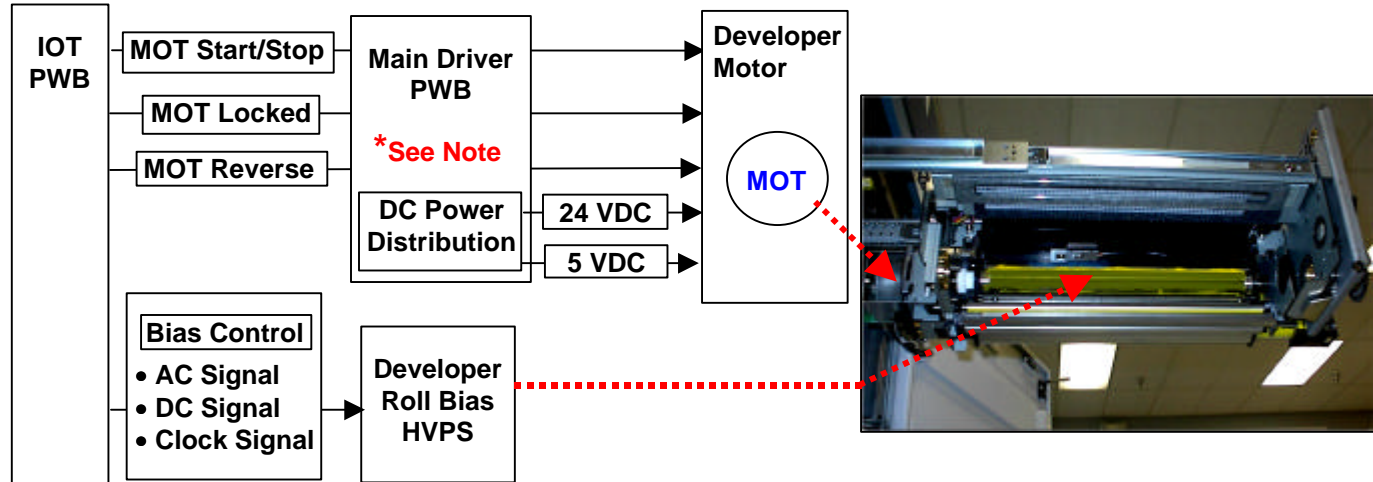 IOT
PWB
MOT Start/Stop
MOT Locked
MOT Reverse
Main Driver
PWB
*See Note
DC Power
Distribution
24 VDC
5 VDC
Developer
Motor
MOT
Bias Control
• AC Signal
• DC Signal
• Clock Signal
Developer
Roll Bias
HVPS